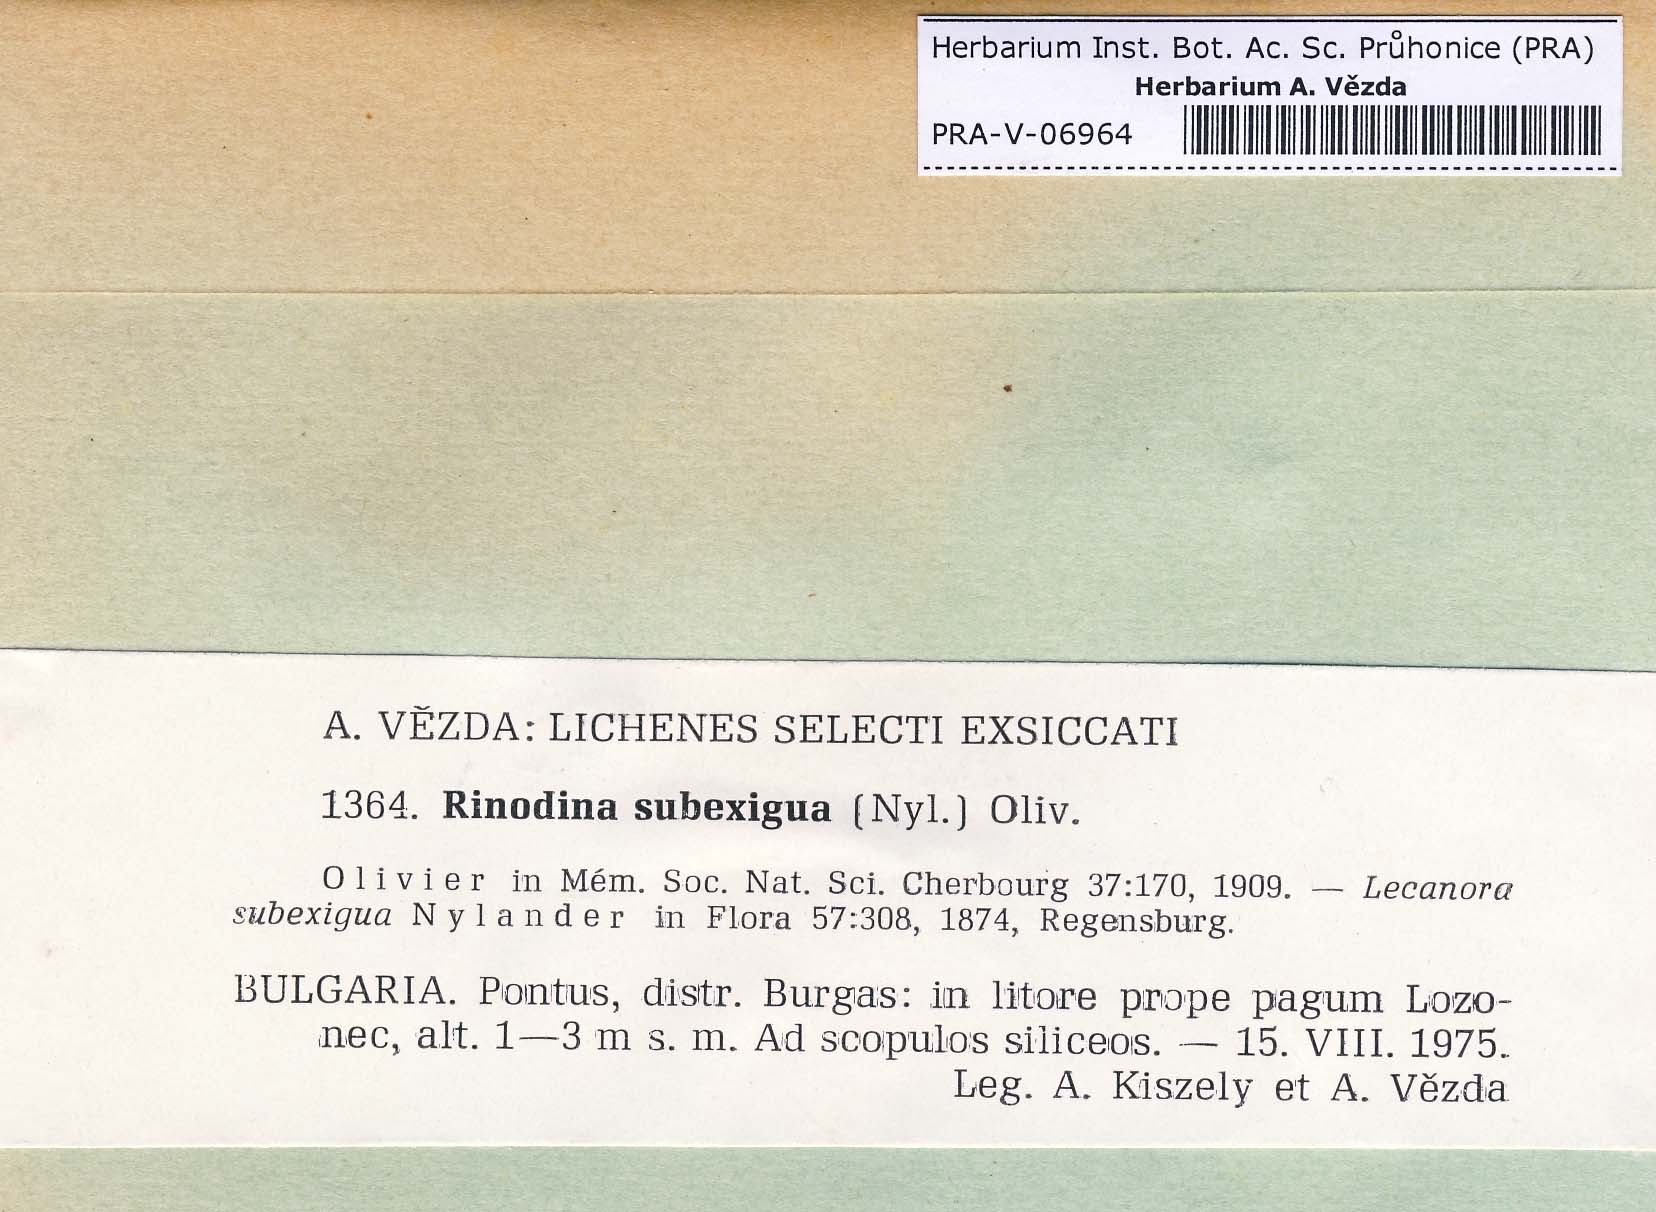 Herbarium Inst. Bot. Ac. Sc. Průhonice (PRA)
Herbarium A. Vězda
PRA-V-06964
A. VĚZDA: LICHENES SELECTI EXSICCATI
1364. Rinodina subexigua (Nyl.) Oliv.
Olivier in Mém. Soc. Nat. Sci. Cherbourg 37:170, 1909. — Lecanora
subexigua Nylander in Flora 57:308, 1874, Regensburg.
BULGARIA. Pontus, distr. Burgas: in litore prope pagum Lozo-
nec, alt. 1—3 m s. m. Ad scopulos siliceos. — 15. VIII. 1975.
Leg. A. Kiszely et A. Vězda